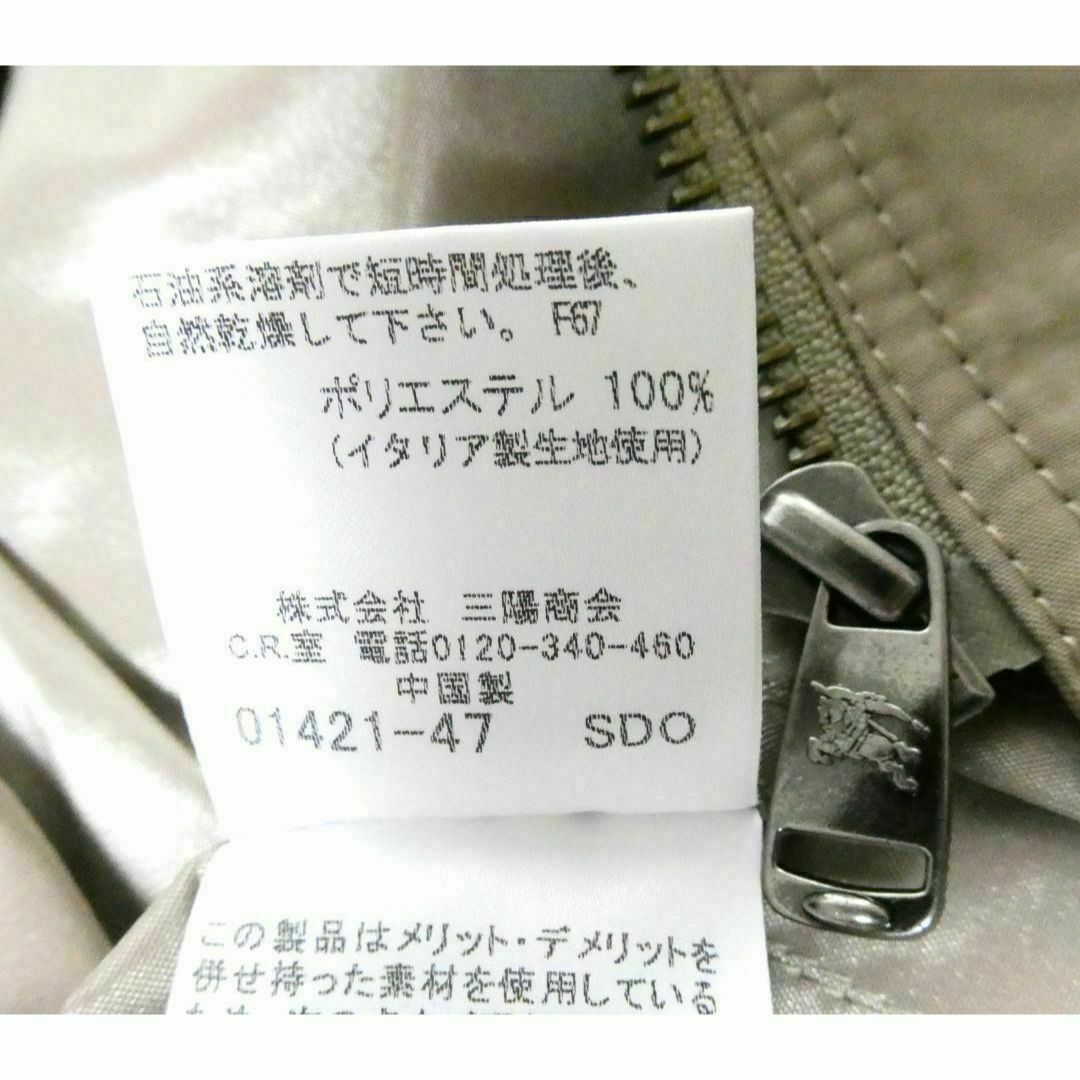 石油系溶剤で短時間処理後、
自然乾燥して下さい。 F67
ポリエステル 100%
(イタリア製生地使用)
株式会社 三陽商会
C.R.室 電話0120-340-460
中国製
01421-47 SDO
この製品はメリット・デメリットを
併せ持った素材を使用している